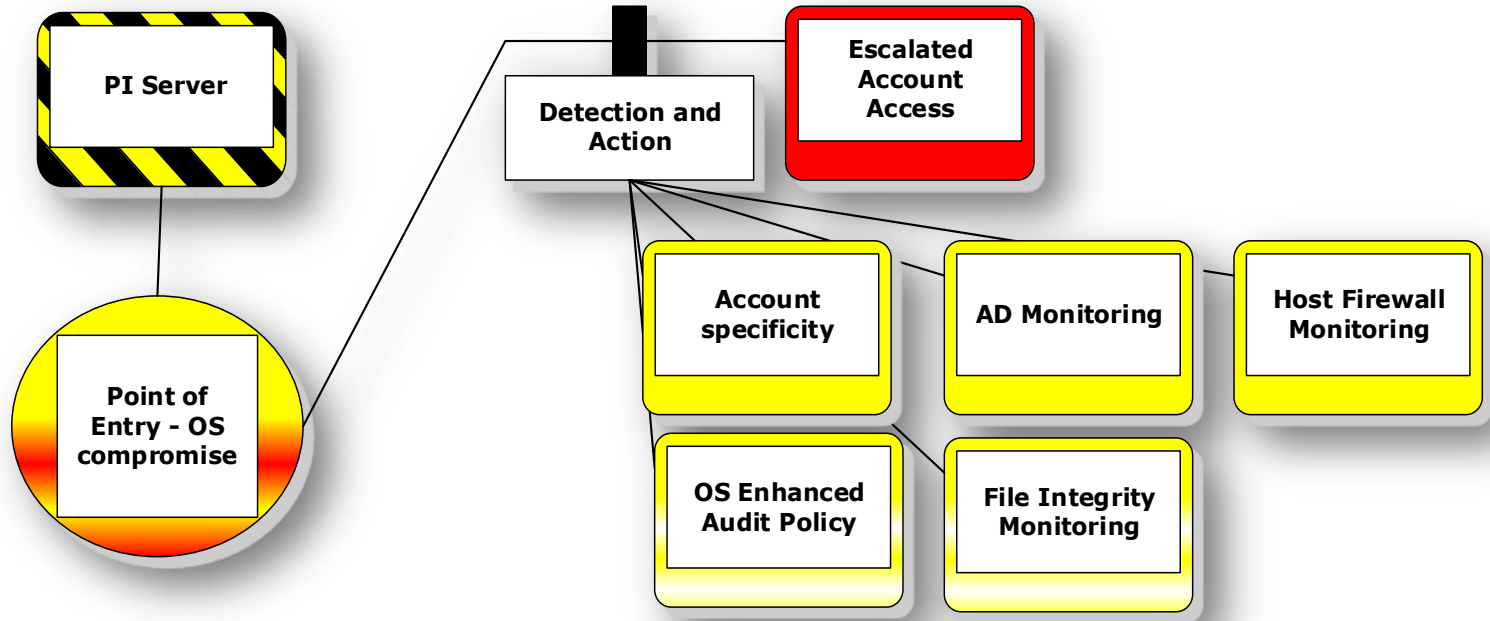 PI Server
Detection and
Action
Escalated
Account
Access
Point of
Entry - OS
compromise
Account
specificity
AD Monitoring
Host Firewall
Monitoring
OS Enhanced
Audit Policy
File Integrity
Monitoring